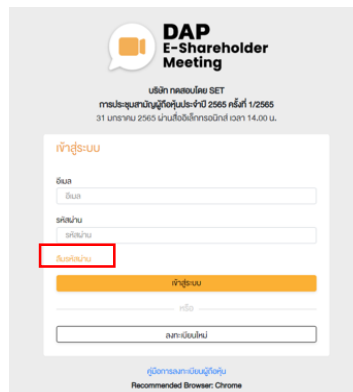 DAP
E-Shareholder
Meeting
บริษัท ทดสอบโดย SET
การประชุมสามัญผู้ถือหุ้นประจำปี 2565 ครั้งที่ 1/2565
31 มกราคม 2565 ผ่านสื่ออิเล็กทรอนิกส์ เวลา 14.00 น.
เข้าสู่ระบบ
อีเมล
อีเมล
รหัสผ่าน
รหัสผ่าน
ลืมรหัสผ่าน
เข้าสู่ระบบ
หรือ
ลงทะเบียนใหม่
คู่มือการลงทะเบียนผู้ถือหุ้น
Recommended Browser: Chrome